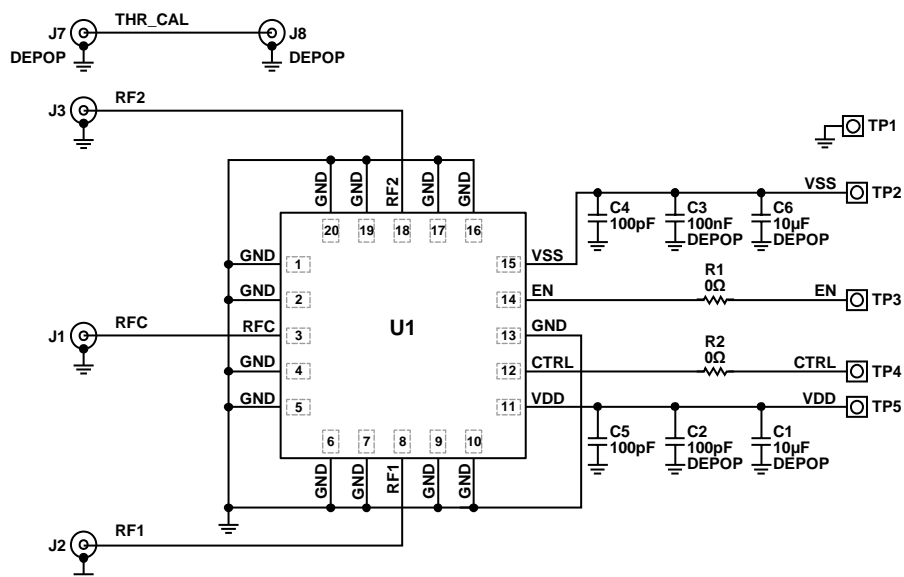 THR_CAL
J7
J8
DEPOP
DEPOP
RF2
J3
TP1
GND
GND
RF2
GND
GND
VSS
TP2
C4
100pF
C3
100nF
DEPOP
C6
10µF
DEPOP
20
19
18
17
16
GND
1
15
VSS
R1
0Ω
GND
2
14
EN
EN
TP3
U1
J1
RFC
RFC
3
13
GND
R2
0Ω
GND
4
12
CTRL
CTRL
TP4
GND
5
11
VDD
VDD
TP5
6
7
8
9
10
C5
100pF
C2
100pF
DEPOP
C1
10µF
DEPOP
GND
GND
RF1
GND
GND
RF1
J2